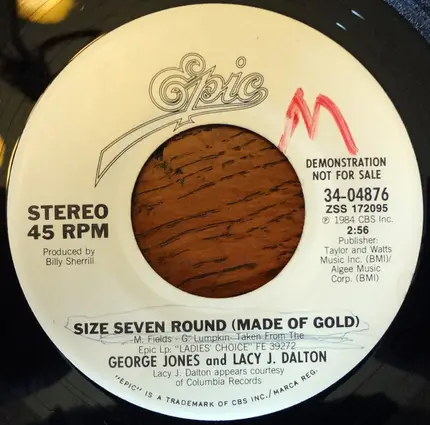 Epic
M
DEMONSTRATION
NOT FOR SALE
STEREO
45 RPM
Produced by
Billy Sherrill
34-04876
ZSS 172095
℗ 1984 CBS Inc.
2:56
Publisher:
Taylor and Watts
Music Inc. (BMI)/
Algee Music
Corp. (BMI)
SIZE SEVEN ROUND (MADE OF GOLD)
M. Fields - G. Lumpkin Taken From The
Epic Lp: "LADIES' CHOICE" FE 39272
GEORGE JONES and LACY J. DALTON
Lacy J. Dalton appears courtesy
of Columbia Records
"EPIC" IS A TRADEMARK OF CBS INC./MARCA REG.